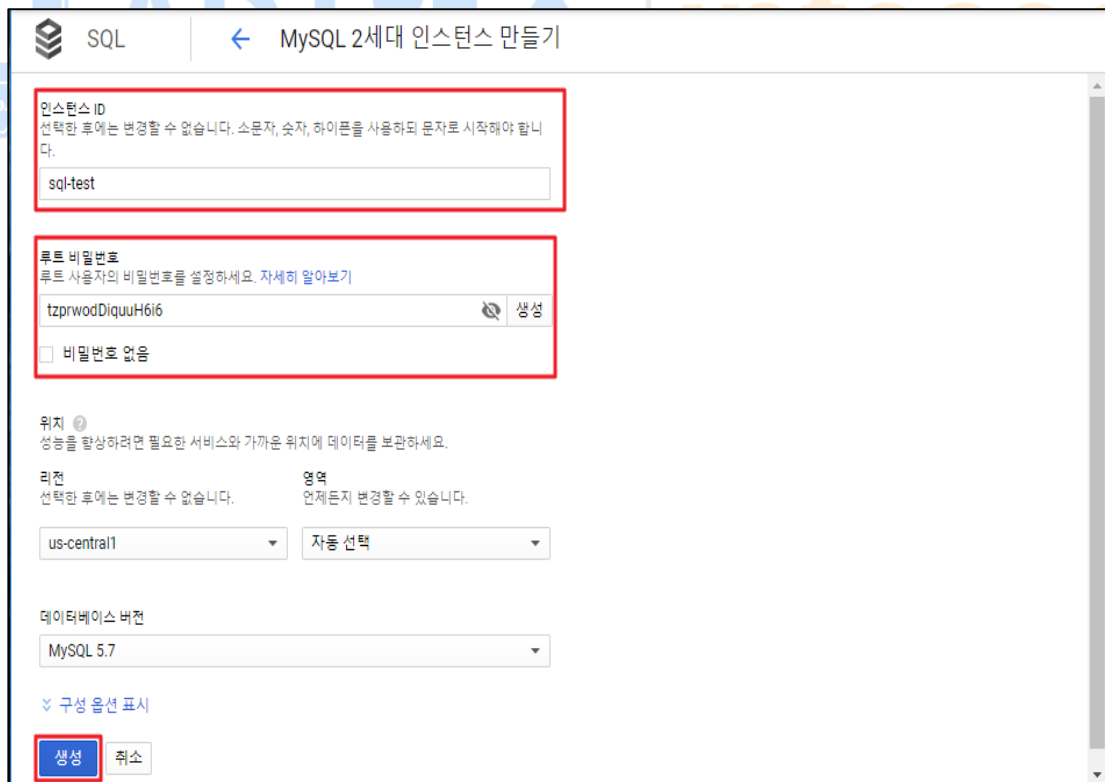 SQL
← MySQL 2세대 인스턴스 만들기
인스턴스 ID
선택한 후에는 변경할 수 없습니다. 소문자, 숫자, 하이픈을 사용하되 문자로 시작해야 합니
다.
sql-test
루트 비밀번호
루트 사용자의 비밀번호를 설정하세요. 자세히 알아보기
tzprwodDiquuH6i6 생성
비밀번호 없음
위치
성능을 향상하려면 필요한 서비스와 가까운 위치에 데이터를 보관하세요.
리전 영역
선택한 후에는 변경할 수 없습니다. 언제든지 변경할 수 있습니다.
us-central1 자동 선택
데이터베이스 버전
MySQL 5.7
구성 옵션 표시
생성 취소